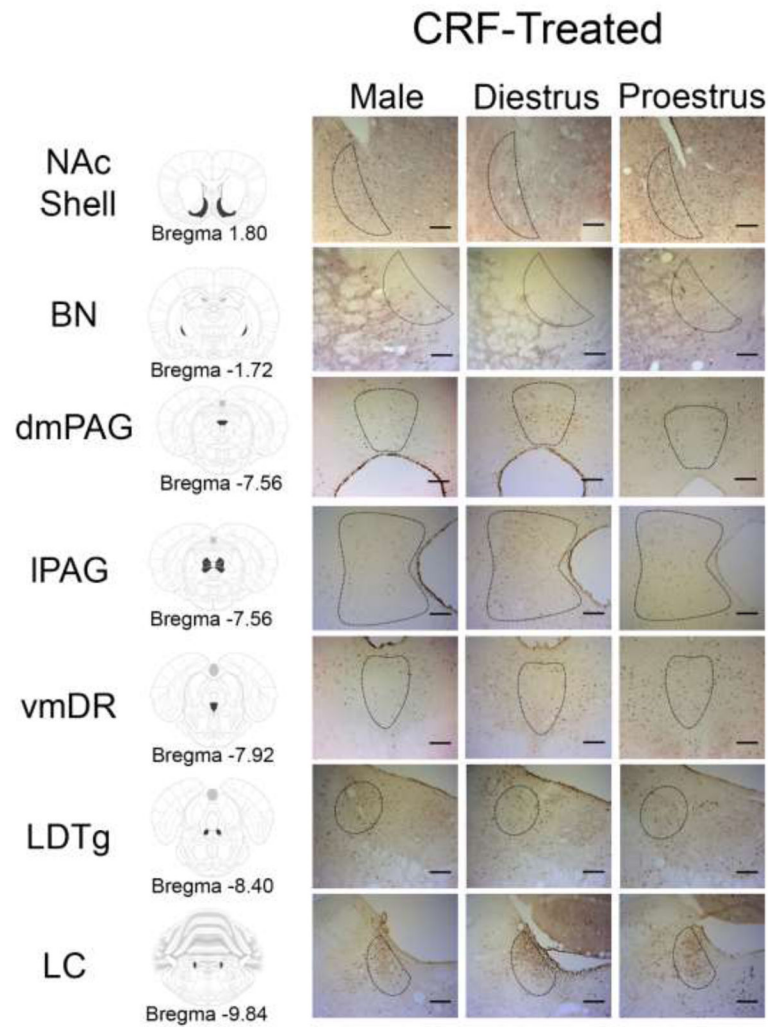 CRF-Treated
Male Diestrus Proestrus
NAc
Shell
Bregma 1.80
BN
Bregma -1.72
dmPAG
Bregma -7.56
lPAG
Bregma -7.56
vmDR
Bregma -7.92
LDTg
Bregma -8.40
LC
Bregma -9.84